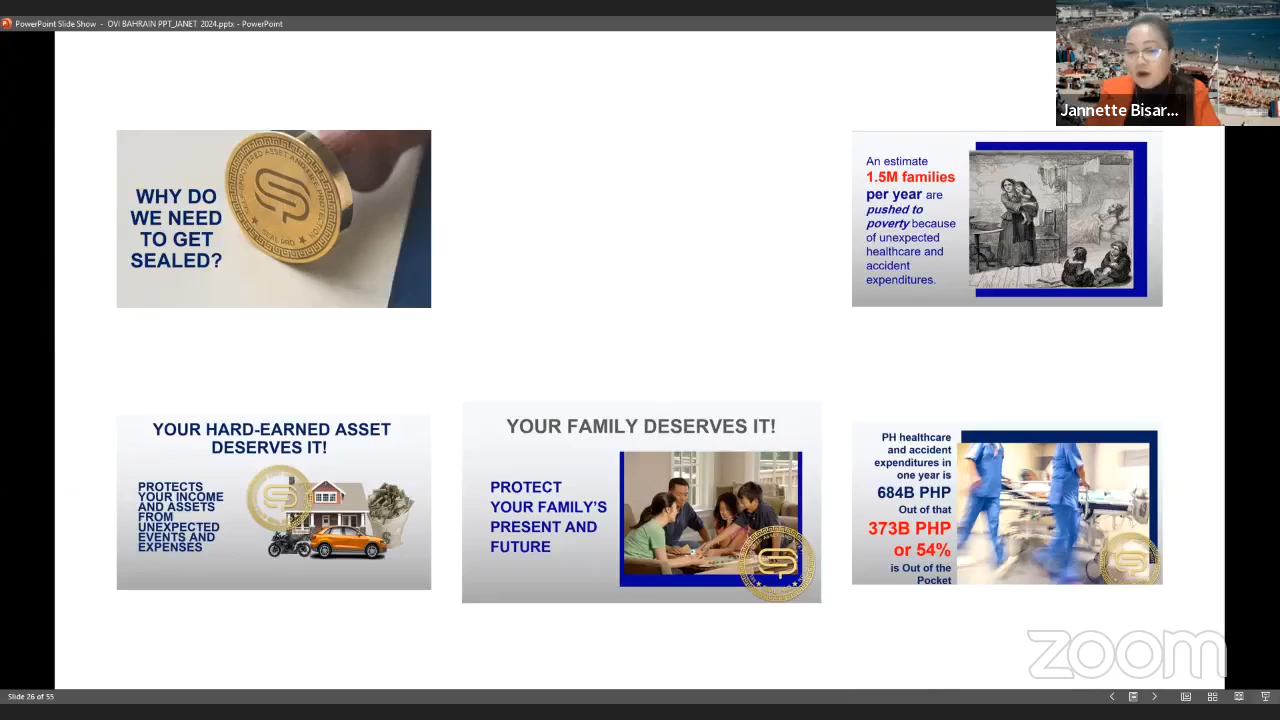 PowerPoint Slide Show - OVI BAHRAIN PPT_JANET 2024.pptx - PowerPoint
Jannette Bisar...
WHY DO
WE NEED
TO GET
SEALED?
An estimate
1.5M families
per year are
pushed to
poverty because
of unexpected
healthcare and
accident
expenditures.
YOUR HARD-EARNED ASSET
DESERVES IT!
PROTECTS
YOUR INCOME
AND ASSETS
FROM
UNEXPECTED
EVENTS AND
EXPENSES
YOUR FAMILY DESERVES IT!
PROTECT
YOUR FAMILY'S
PRESENT AND
FUTURE
PH healthcare
and accident
expenditures in
one year is
684B PHP
Out of that
373B PHP
or 54%
is Out of the
Pocket
zoom
Slide 26 of 55